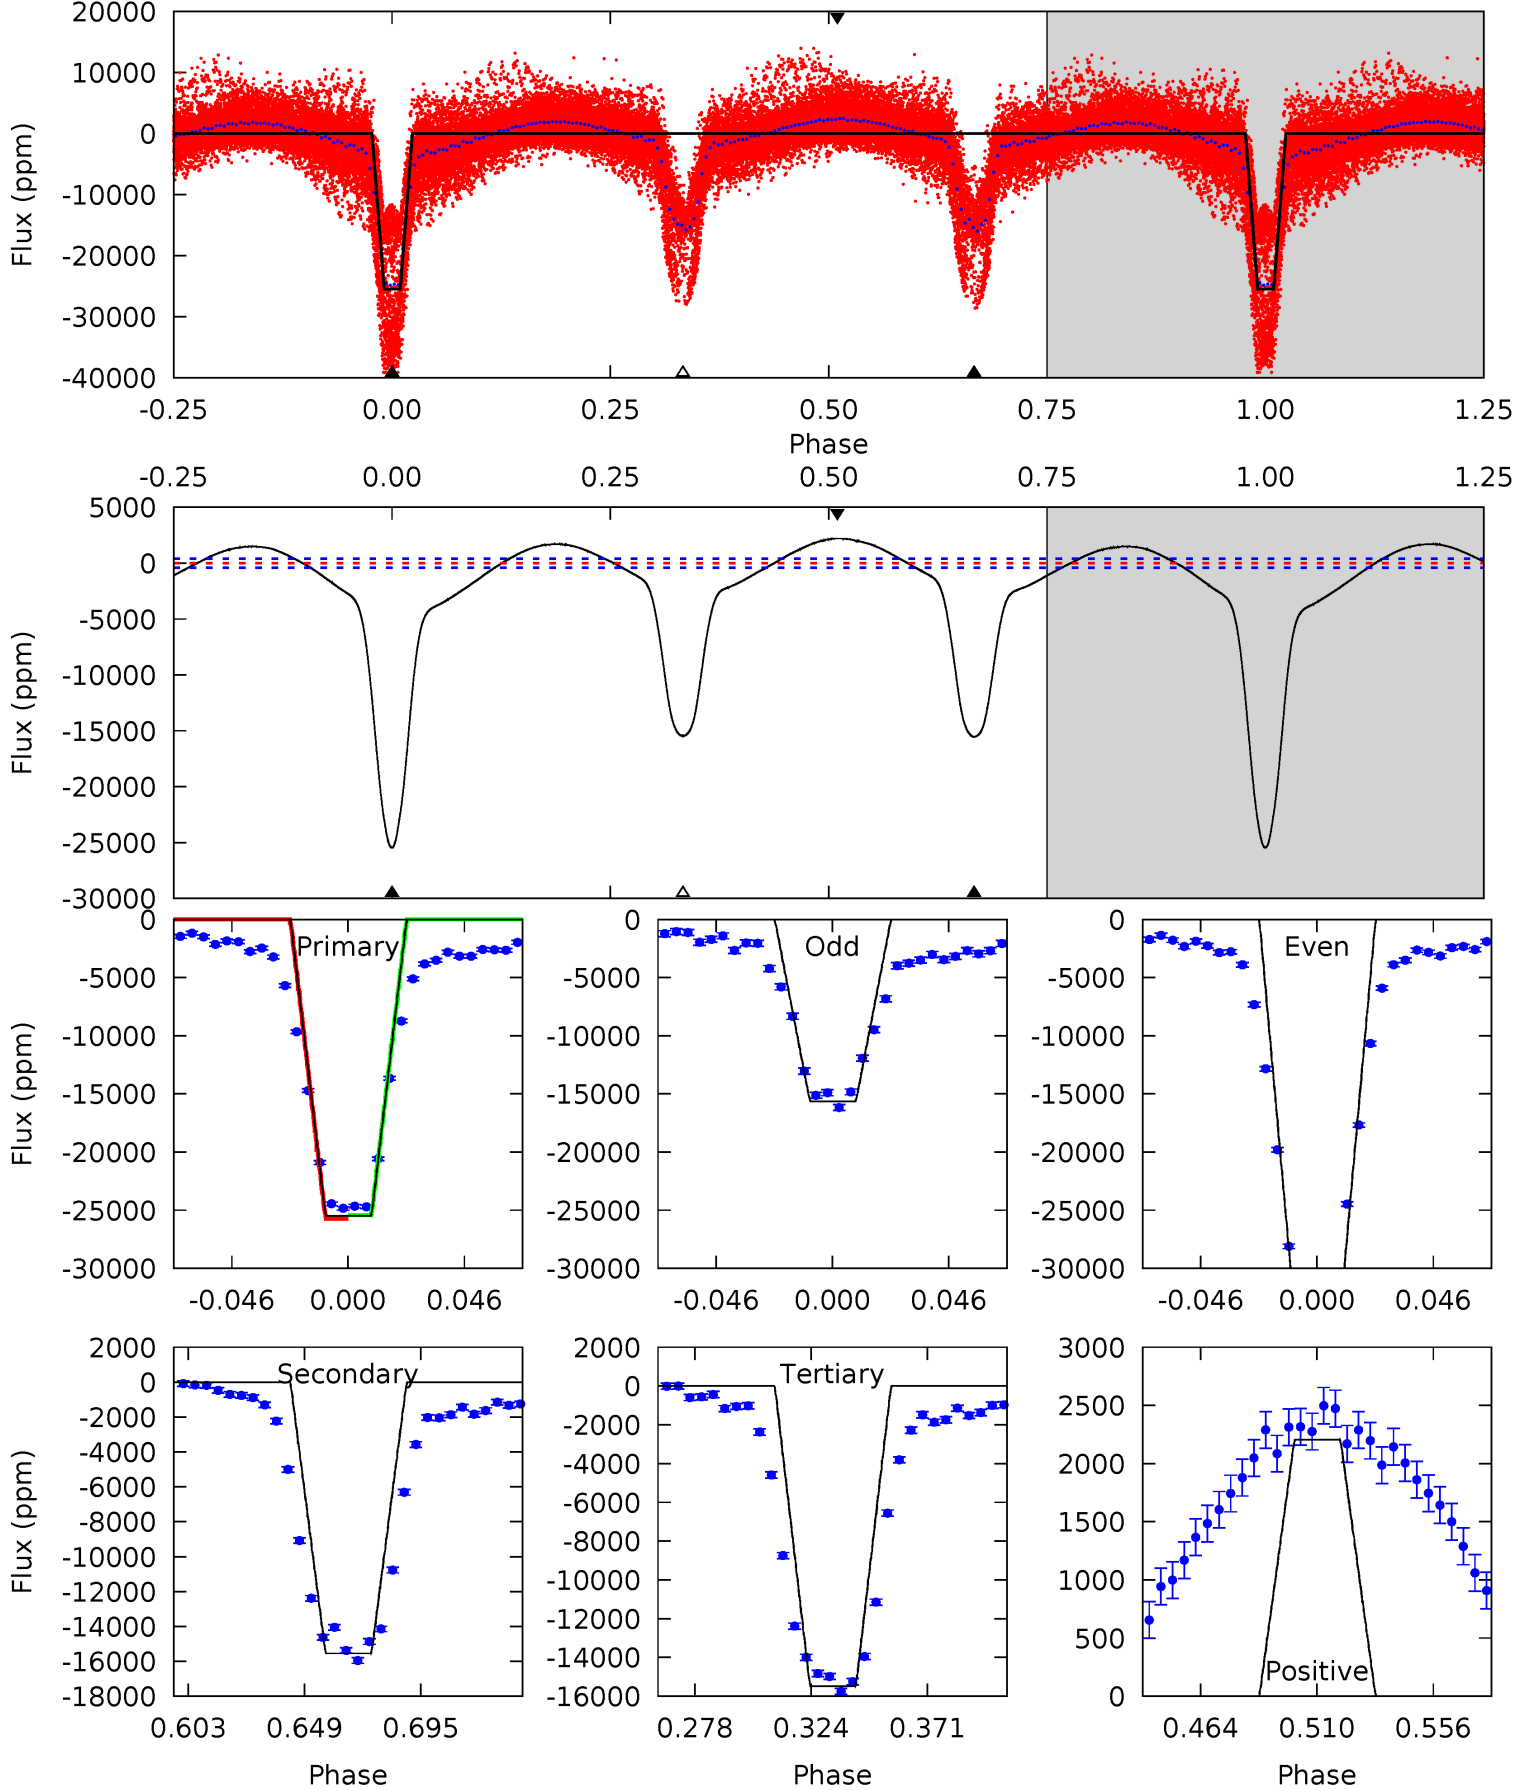 20000
10000
0
-10000
-20000
-30000
-40000
Flux (ppm)
-0.25 0.00 0.25 0.50 0.75 1.00 1.25
Phase
-0.25 0.00 0.25 0.50 0.75 1.00 1.25
5000
0
-5000
-10000
-15000
-20000
-25000
-30000
Flux (ppm)
Primary
0
-5000
-10000
-15000
-20000
-25000
-30000
Flux (ppm)
-0.046 0.000 0.046
Odd
0
-5000
-10000
-15000
-20000
-25000
-30000
-0.046 0.000 0.046
Even
0
-5000
-10000
-15000
-20000
-25000
-30000
-0.046 0.000 0.046
Secondary
2000
0
-2000
-4000
-6000
-8000
-10000
-12000
-14000
-16000
-18000
Flux (ppm)
0.603 0.649 0.695
Phase
Tertiary
2000
0
-2000
-4000
-6000
-8000
-10000
-12000
-14000
-16000
0.278 0.324 0.371
Phase
3000
2500
2000
1500
1000
500
0
Positive
0.464 0.510 0.556
Phase